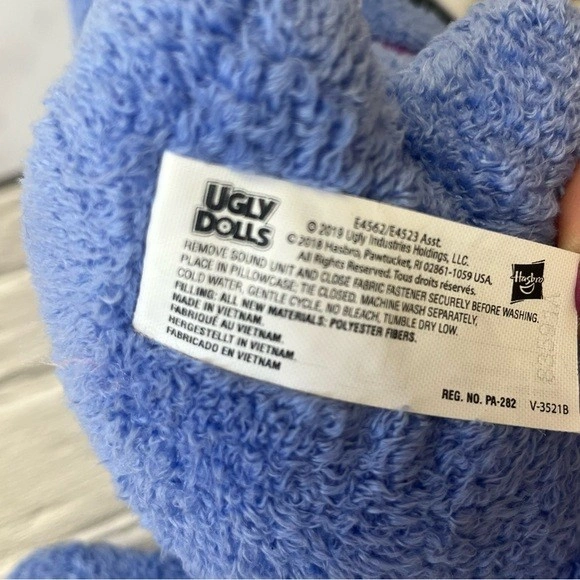 UGLY
DOLLS
E4562/E4523 Asst.
© 2019 Ugly Industries Holdings, LLC.
© 2018 Hasbro, Pawtucket, RI 02861-1059 USA.
All Rights Reserved. Tous droits réservés.
REMOVE SOUND UNIT AND CLOSE FABRIC FASTENER SECURELY BEFORE WASHING.
PLACE IN PILLOWCASE; TIE CLOSED. MACHINE WASH SEPARATELY,
COLD WATER, GENTLE CYCLE, NO BLEACH, TUMBLE DRY LOW.
FILLING: ALL NEW MATERIALS: POLYESTER FIBERS.
MADE IN VIETNAM.
FABRIQUÉ AU VIETNAM.
HERGESTELLT IN VIETNAM.
FABRICADO EN VIETNAM
Hasbro
REG. NO. PA-282 V-3521B